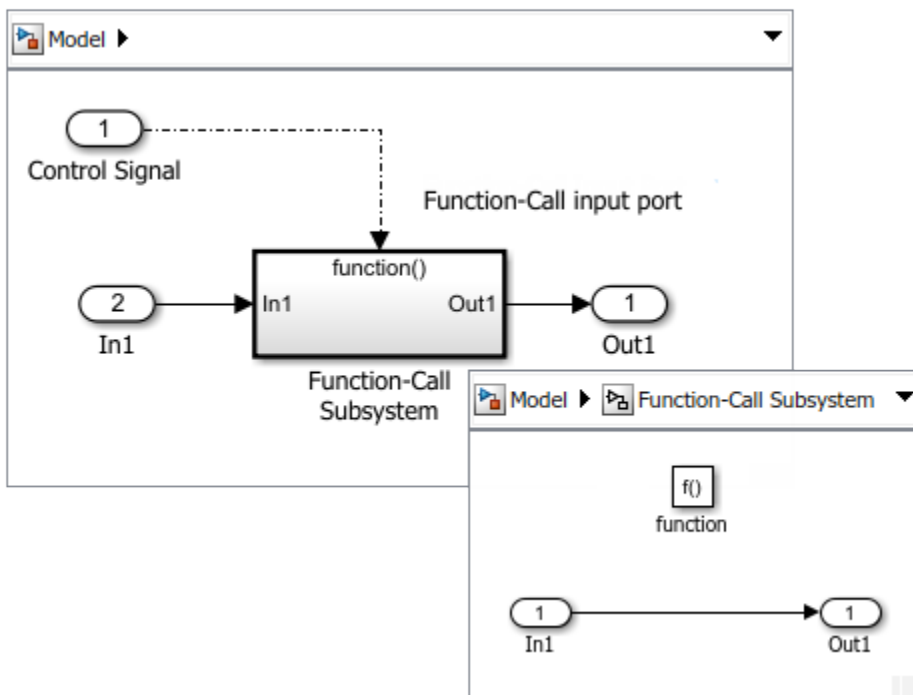 Model
1
Control Signal
Function-Call input port
function()
2
In1
Out1
1
In1
Out1
Function-Call
Subsystem
Model Function-Call Subsystem
f()
function
1
1
In1
Out1